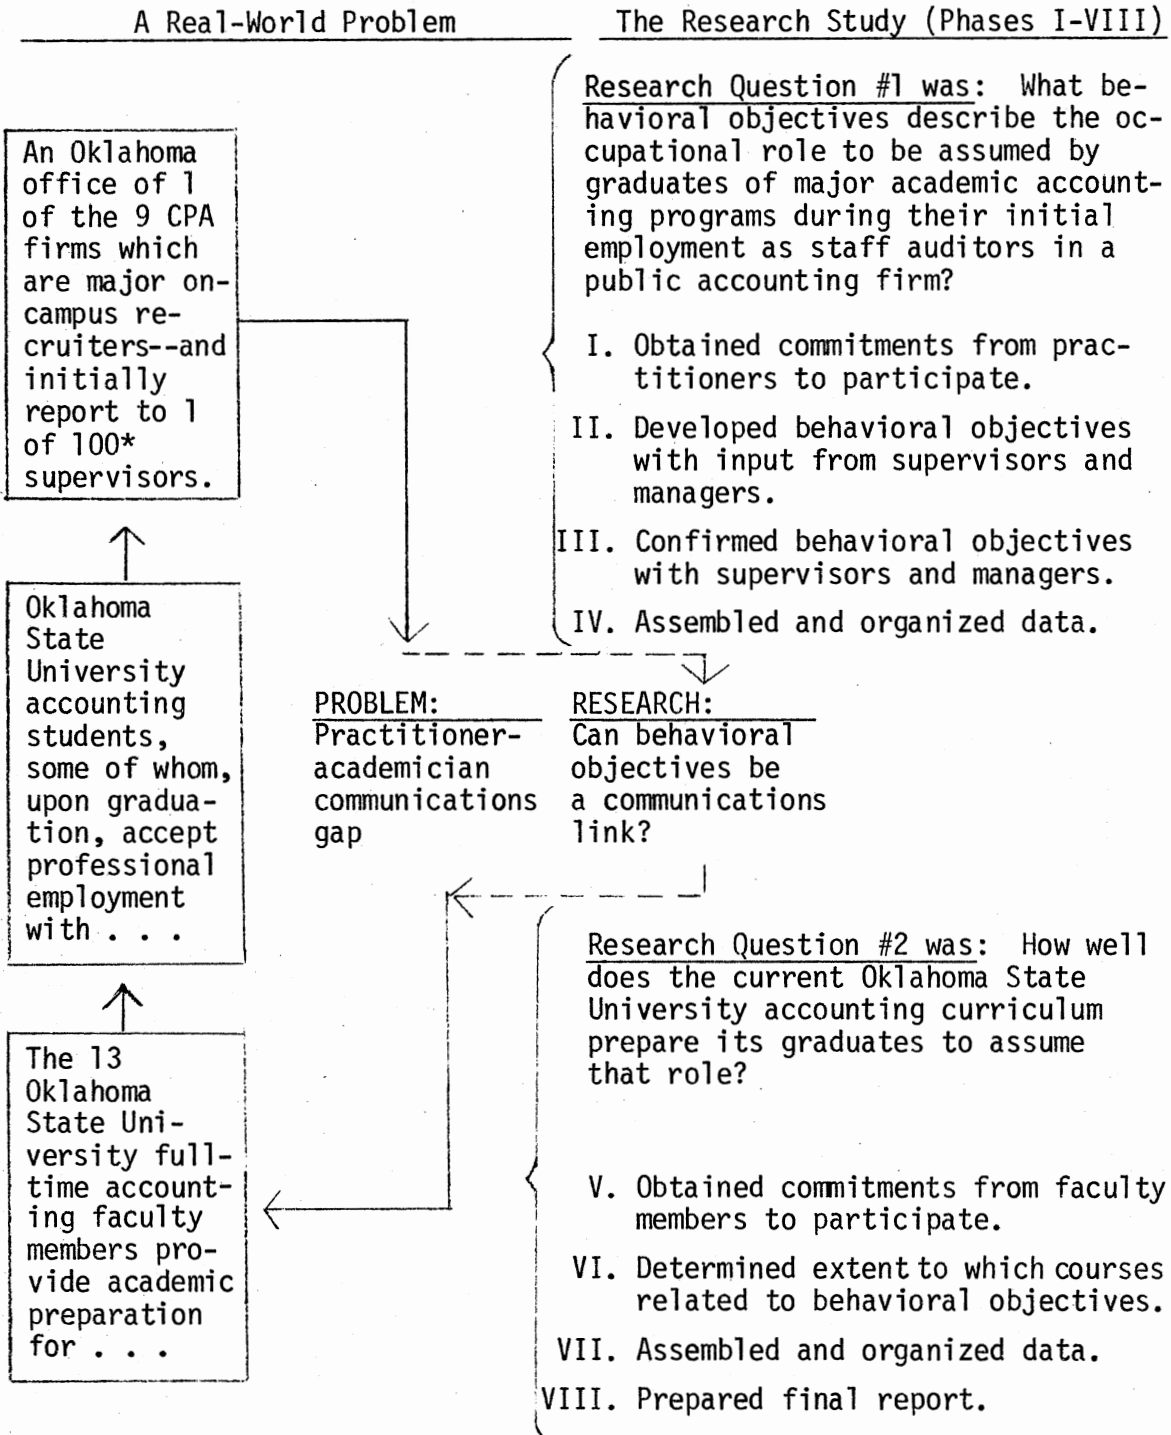 A Real-World Problem
The Research Study (Phases I-VIII)
An Oklahoma
office of 1
of the 9 CPA
firms which
are major on-
campus re-
cruiters--and
initially
report to 1
of 100*
supervisors.
Oklahoma
State
University
accounting
students,
some of whom,
upon gradua-
tion, accept
professional
employment
with . . .
The 13
Oklahoma
State Uni-
versity full-
time account-
ing faculty
members pro-
vide academic
preparation
for . . .
PROBLEM:
Practitioner-
academician
communications
gap
RESEARCH:
Can behavioral
objectives be
a communications
link?
Research Question #1 was: What be-
havioral objectives describe the oc-
cupational role to be assumed by
graduates of major academic account-
ing programs during their initial
employment as staff auditors in a
public accounting firm?
I. Obtained commitments from prac-
titioners to participate.
II. Developed behavioral objectives
with input from supervisors and
managers.
III. Confirmed behavioral objectives
with supervisors and managers.
IV. Assembled and organized data.
Research Question #2 was: How well
does the current Oklahoma State
University accounting curriculum
prepare its graduates to assume
that role?
V. Obtained commitments from faculty
members to participate.
VI. Determined extent to which courses
related to behavioral objectives.
VII. Assembled and organized data.
VIII. Prepared final report.